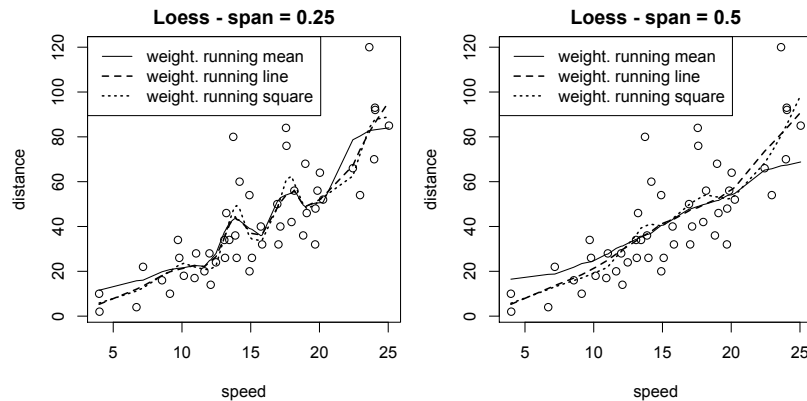 Loess - span = 0.25
weight. running mean
weight. running line
weight. running square
distance
0
20
40
60
80
100
120
5
10
15
20
25
speed
Loess - span = 0.5
weight. running mean
weight. running line
weight. running square
distance
0
20
40
60
80
100
120
5
10
15
20
25
speed